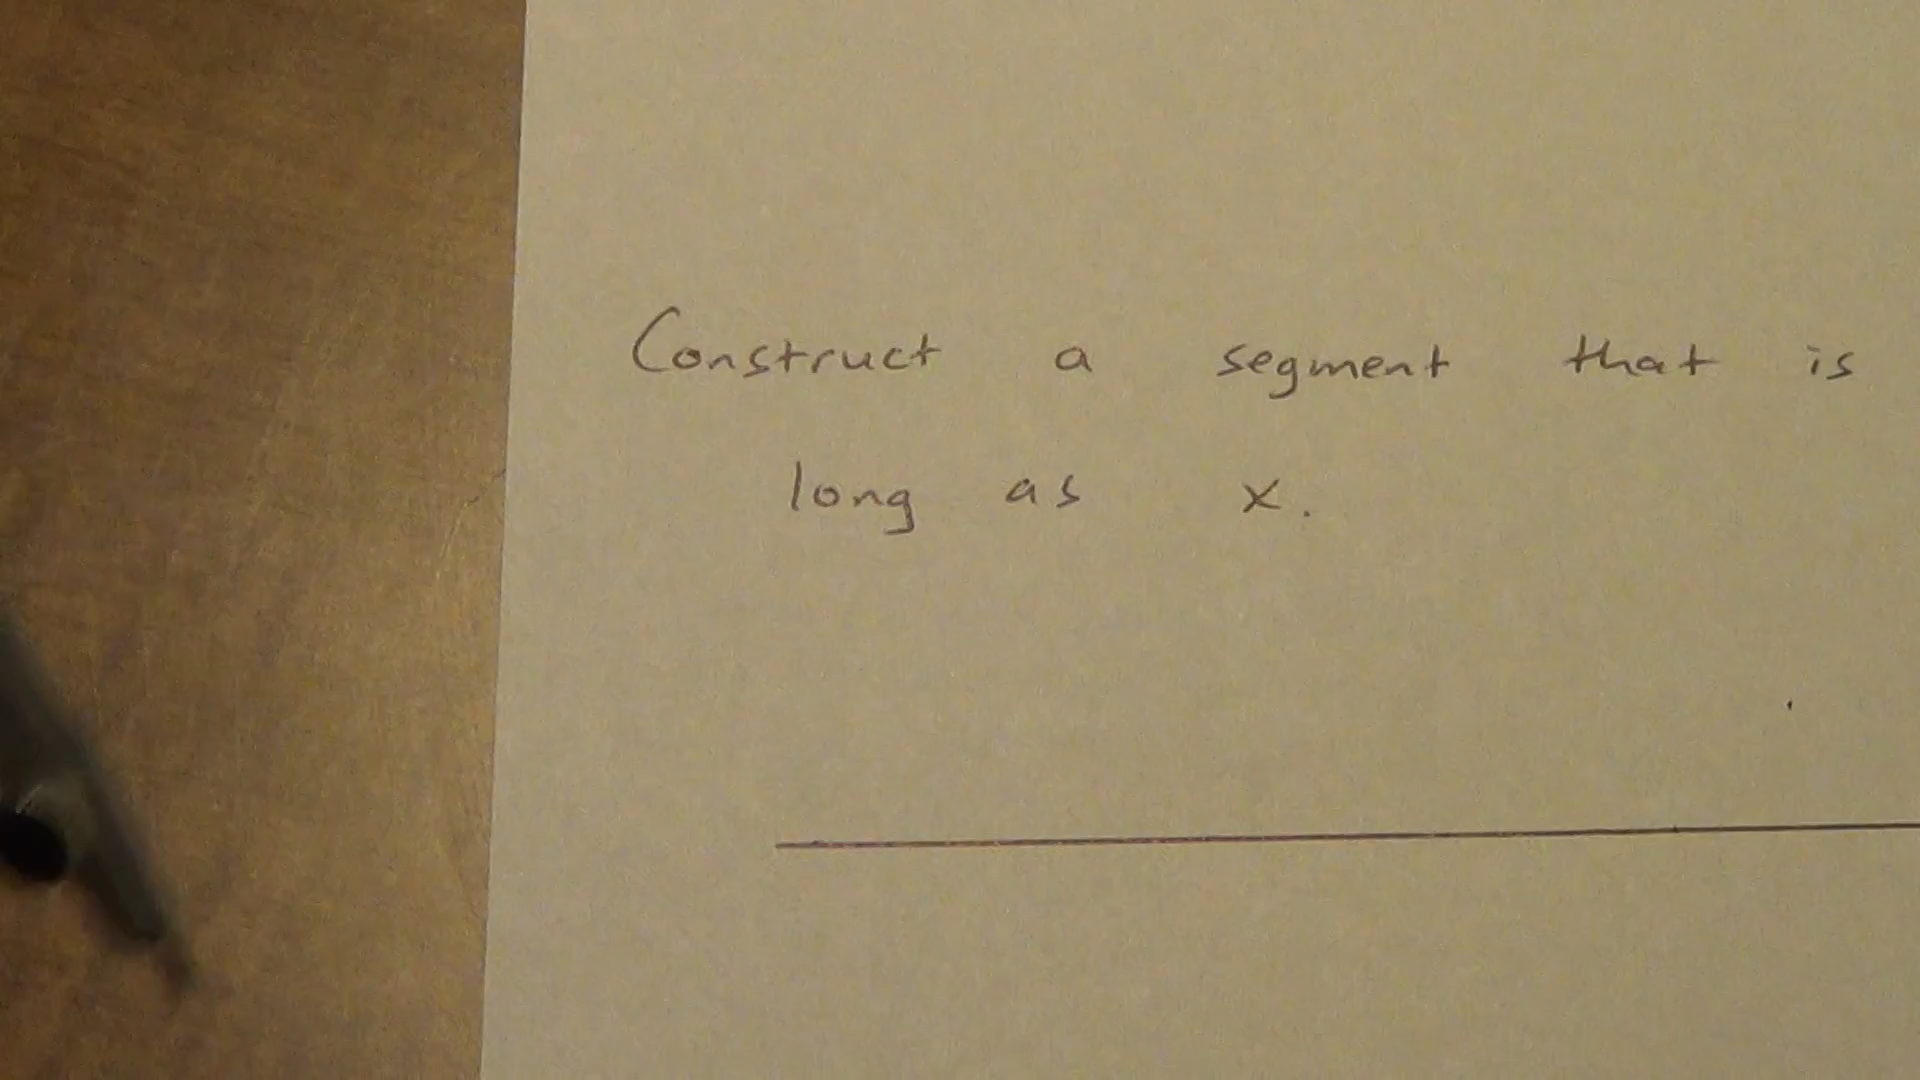 Construct a segment that is
long as x.